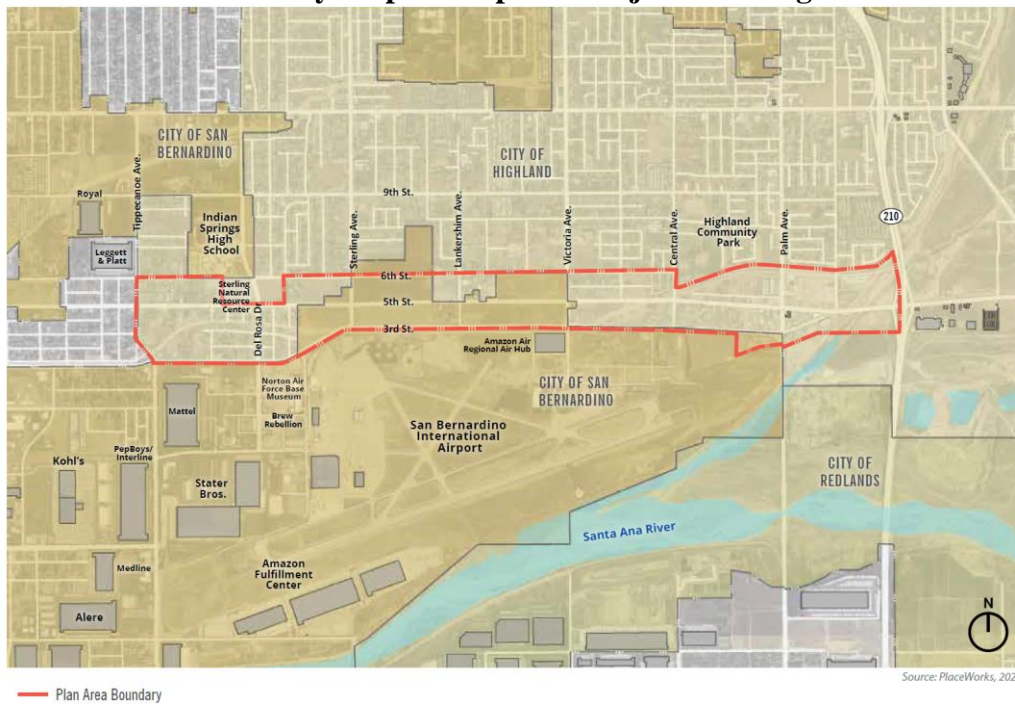 CITY OF SAN
BERNARDINO
CITY OF
HIGHLAND
Tippecanoe Ave.
9th St.
Royal
Indian
Springs
High
School
Sterling Ave.
Lankershim Ave.
Victoria Ave.
Central Ave.
Highland
Community
Park
Palm Ave.
210
Leggett
& Platt
6th St.
Sterling
Natural
Resource
Center
5th St.
Del Rosa Dr
3rd St.
Amazon Air
Regional Air Hub
CITY OF SAN
BERNARDINO
Norton Air
Force Base
Museum
Mattel
Brew
Rebellion
San Bernardino
International
Airport
PepBoys/
Interline
Kohl's
CITY OF
REDLANDS
Stater
Bros.
Santa Ana River
Medline
Amazon
Fulfillment
Center
Alere
N
Source: PlaceWorks, 202
Plan Area Boundary